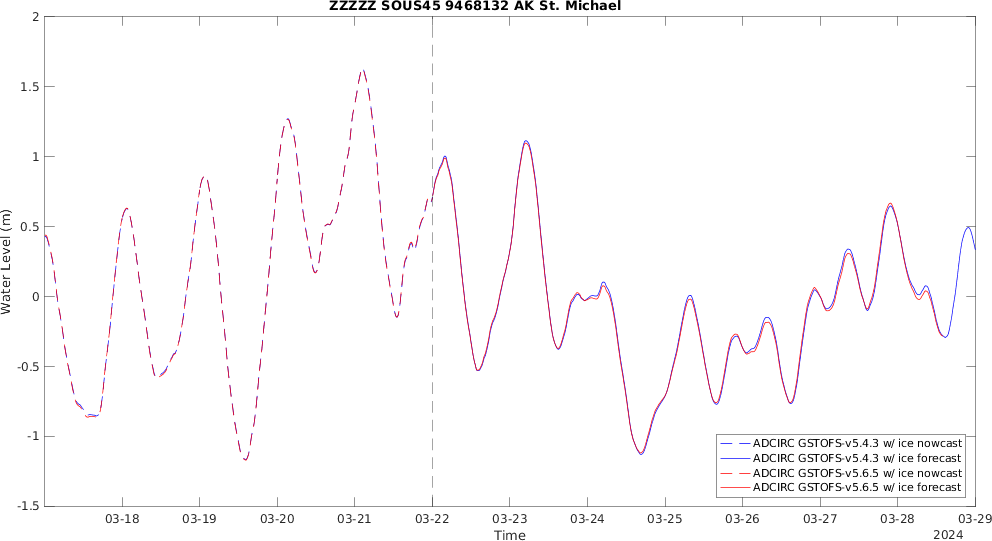 ZZZZZ SOUS45 9468132 AK St. Michael
Water Level (m)
2
1.5
1
0.5
0
-0.5
-1
-1.5
ADCIRC GSTOFS-v5.4.3 w/ ice nowcast
ADCIRC GSTOFS-v5.4.3 w/ ice forecast
ADCIRC GSTOFS-v5.6.5 w/ ice nowcast
ADCIRC GSTOFS-v5.6.5 w/ ice forecast
03-18 03-19 03-20 03-21 03-22 03-23 03-24 03-25 03-26 03-27 03-28 03-29
Time
2024